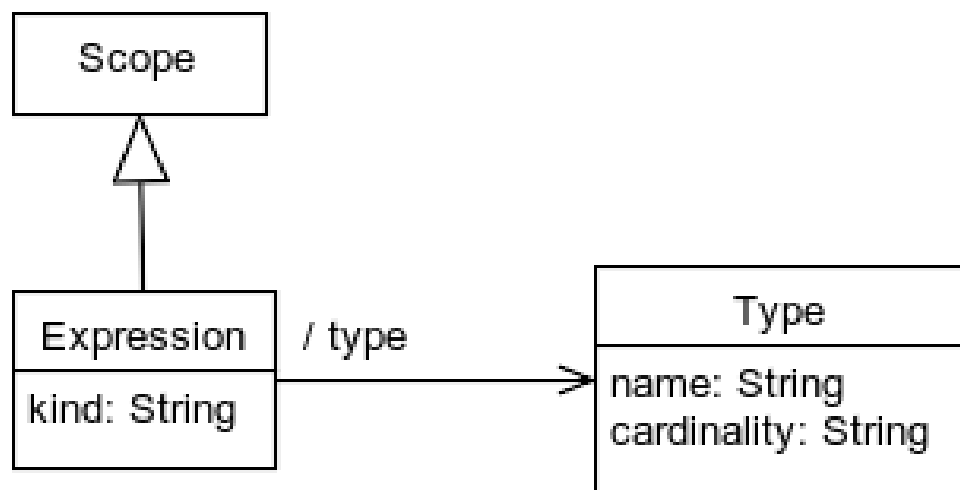 Scope
Expression
/ type
kind: String
Type
name: String
cardinality: String